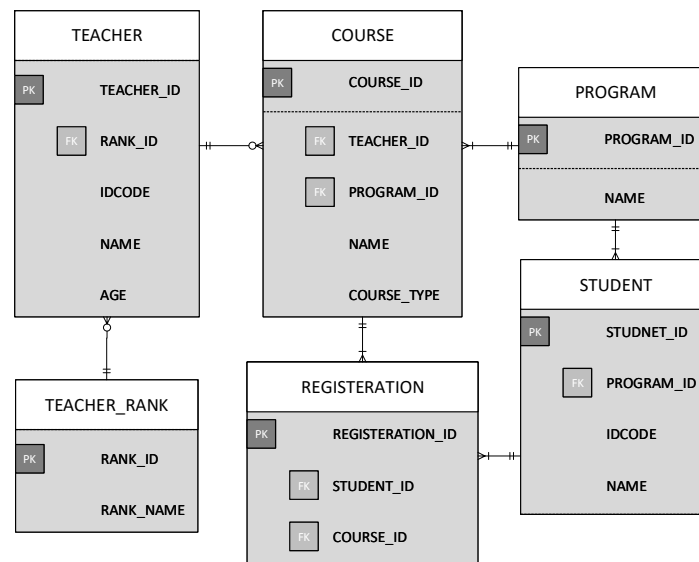 TEACHER
PK TEACHER_ID
FK RANK_ID
IDCODE
NAME
AGE
COURSE
PK COURSE_ID
FK TEACHER_ID
FK PROGRAM_ID
NAME
COURSE_TYPE
PROGRAM
PK PROGRAM_ID
NAME
STUDENT
PK STUDNET_ID
FK PROGRAM_ID
IDCODE
NAME
TEACHER_RANK
PK RANK_ID
RANK_NAME
REGISTERATION
PK REGISTERATION_ID
FK STUDENT_ID
FK COURSE_ID